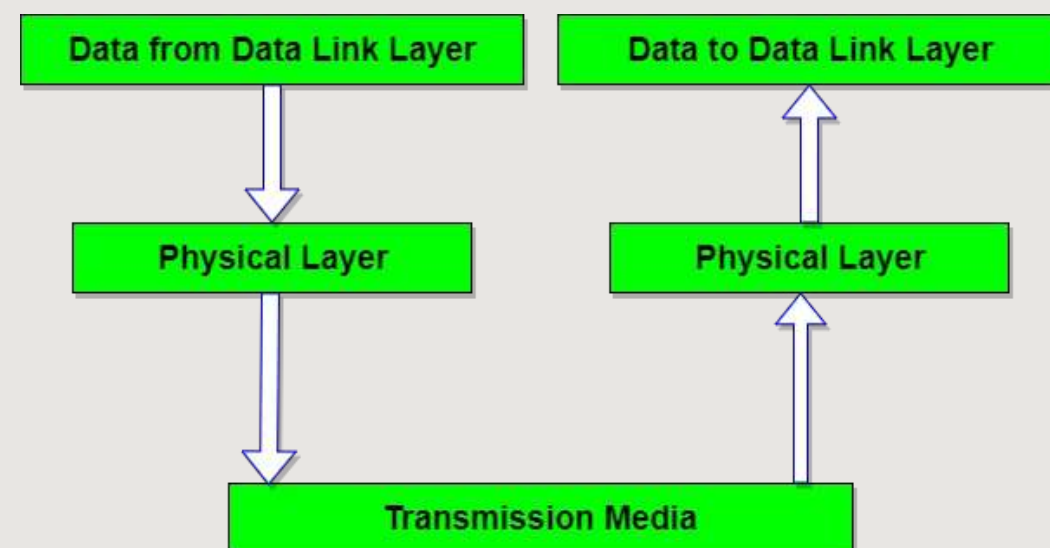 Data from Data Link Layer
Data to Data Link Layer
Physical Layer
Physical Layer
Transmission Media